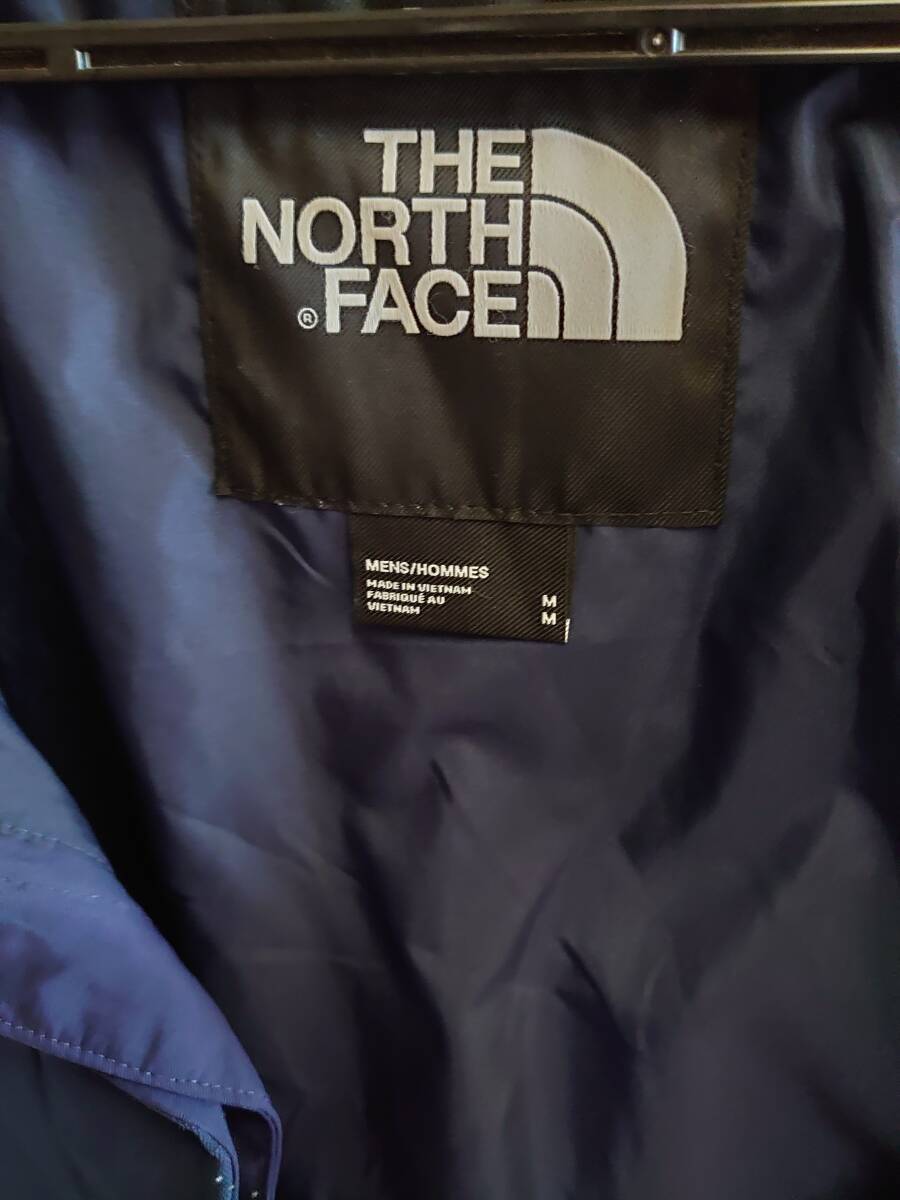 THE
NORTH
® FACE
MENS/HOMMES
MADE IN VIETNAM
FABRIQUÉ AU
VIETNAM
M
M